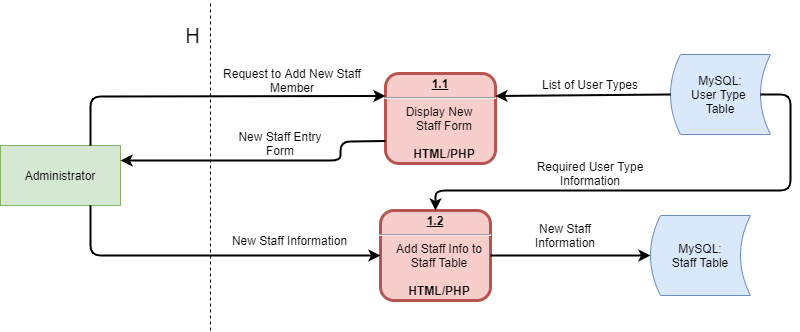 H
Request to Add New Staff
Member
1.1
Display New
Staff Form
HTML/PHP
List of User Types
MySQL:
User Type
Table
New Staff Entry
Form
Administrator
Required User Type
Information
New Staff Information
1.2
Add Staff Info to
Staff Table
HTML/PHP
New Staff
Information
MySQL:
Staff Table